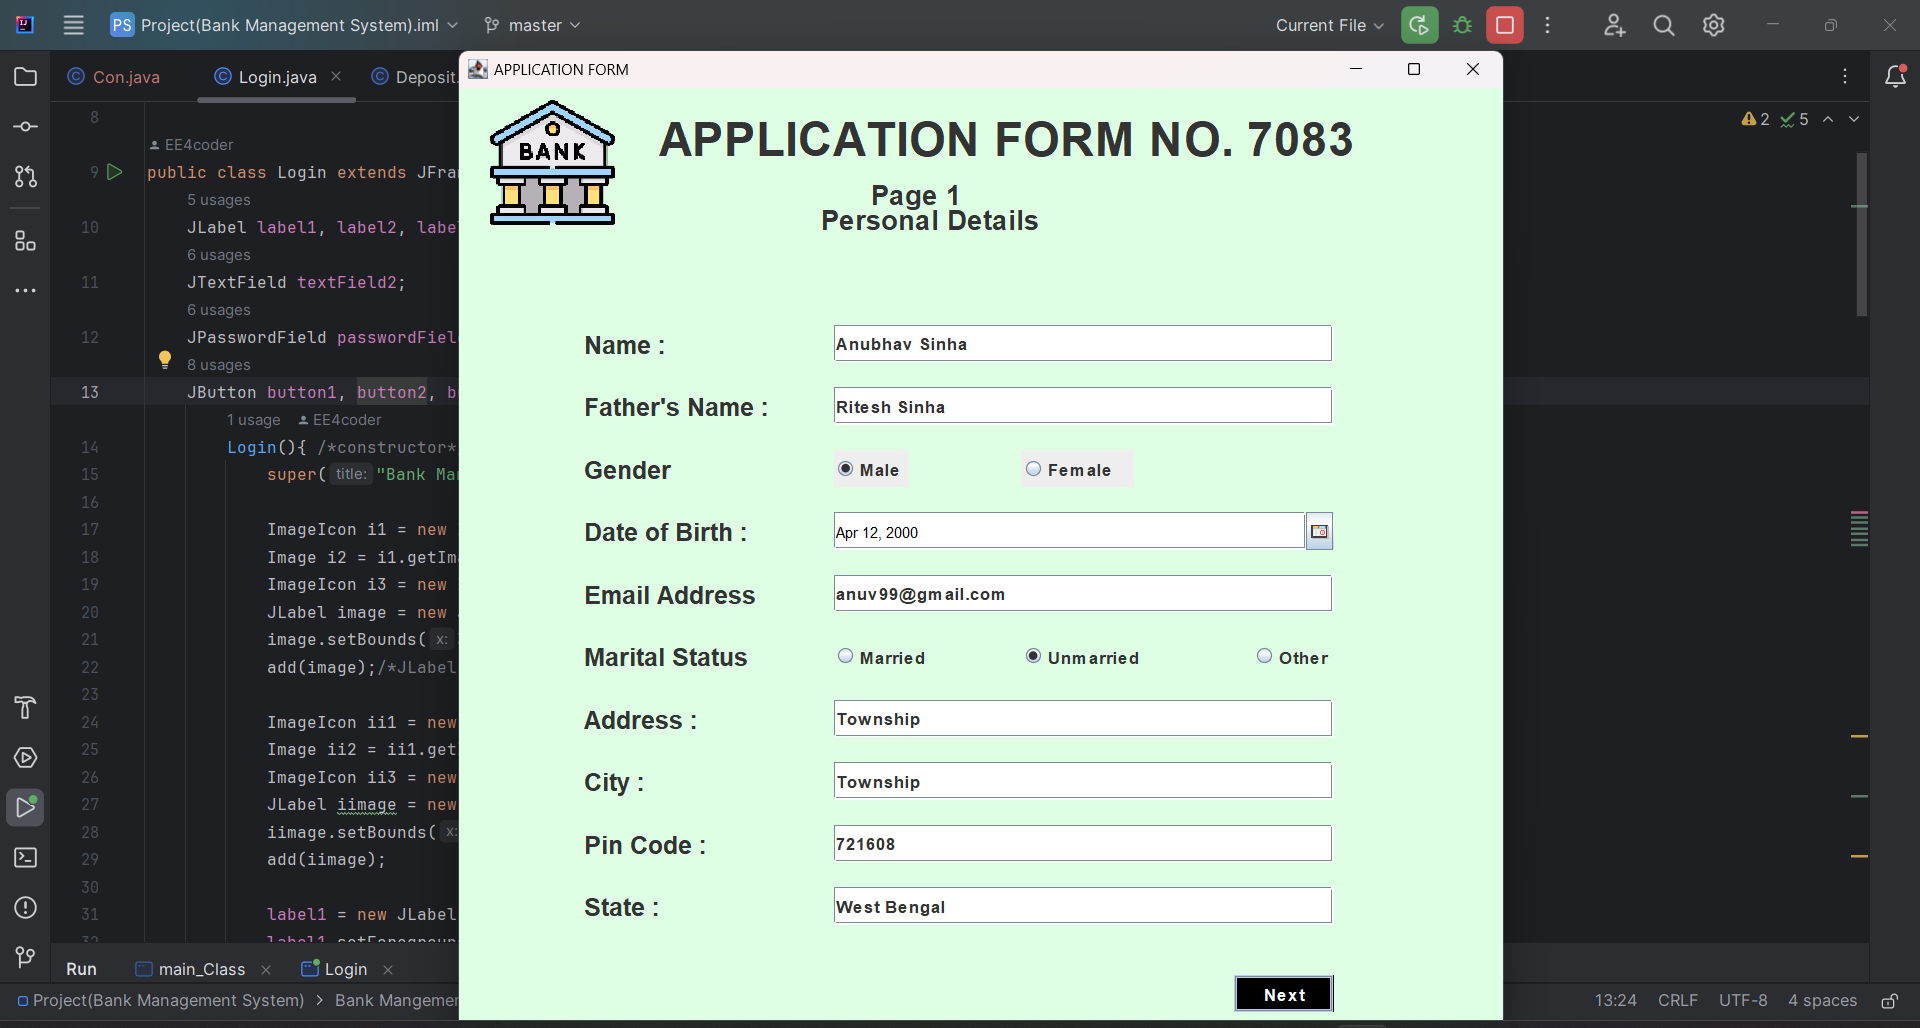 PS Project(Bank Management System).iml master Current File
Con.java Login.java Deposit.
2 5
8
EE4coder
9 public class Login extends JFra
5 usages
10 JLabel label1, label2, labe
6 usages
11 JTextField textField2;
6 usages
12 JPasswordField passwordFiel
8 usages
13 JButton button1, button2, b
1 usage EE4coder
14 Login(){ /*constructor*
15 super( title: "Bank Ma
16
17 ImageIcon i1 = new
18 Image i2 = i1.getIm
19 ImageIcon i3 = new
20 JLabel image = new
21 image.setBounds( x:
22 add(image);/*JLabel
23
24 ImageIcon ii1 = new
25 Image ii2 = ii1.get
26 ImageIcon ii3 = new
27 JLabel iimage = new
28 iimage.setBounds( x:
29 add(iimage);
30
31 label1 = new JLabel
32 label1.setForegroun
APPLICATION FORM
BANK
APPLICATION FORM NO. 7083
Page 1
Personal Details
Name : Anubhav Sinha
Father's Name : Ritesh Sinha
Gender Male Female
Date of Birth : Apr 12, 2000
Email Address anuv99@gmail.com
Marital Status Married Unmarried Other
Address : Township
City : Township
Pin Code : 721608
State : West Bengal
Next
Run main_Class Login
Project(Bank Management System) > Bank Mangemen 13:24 CRLF UTF-8 4 spaces